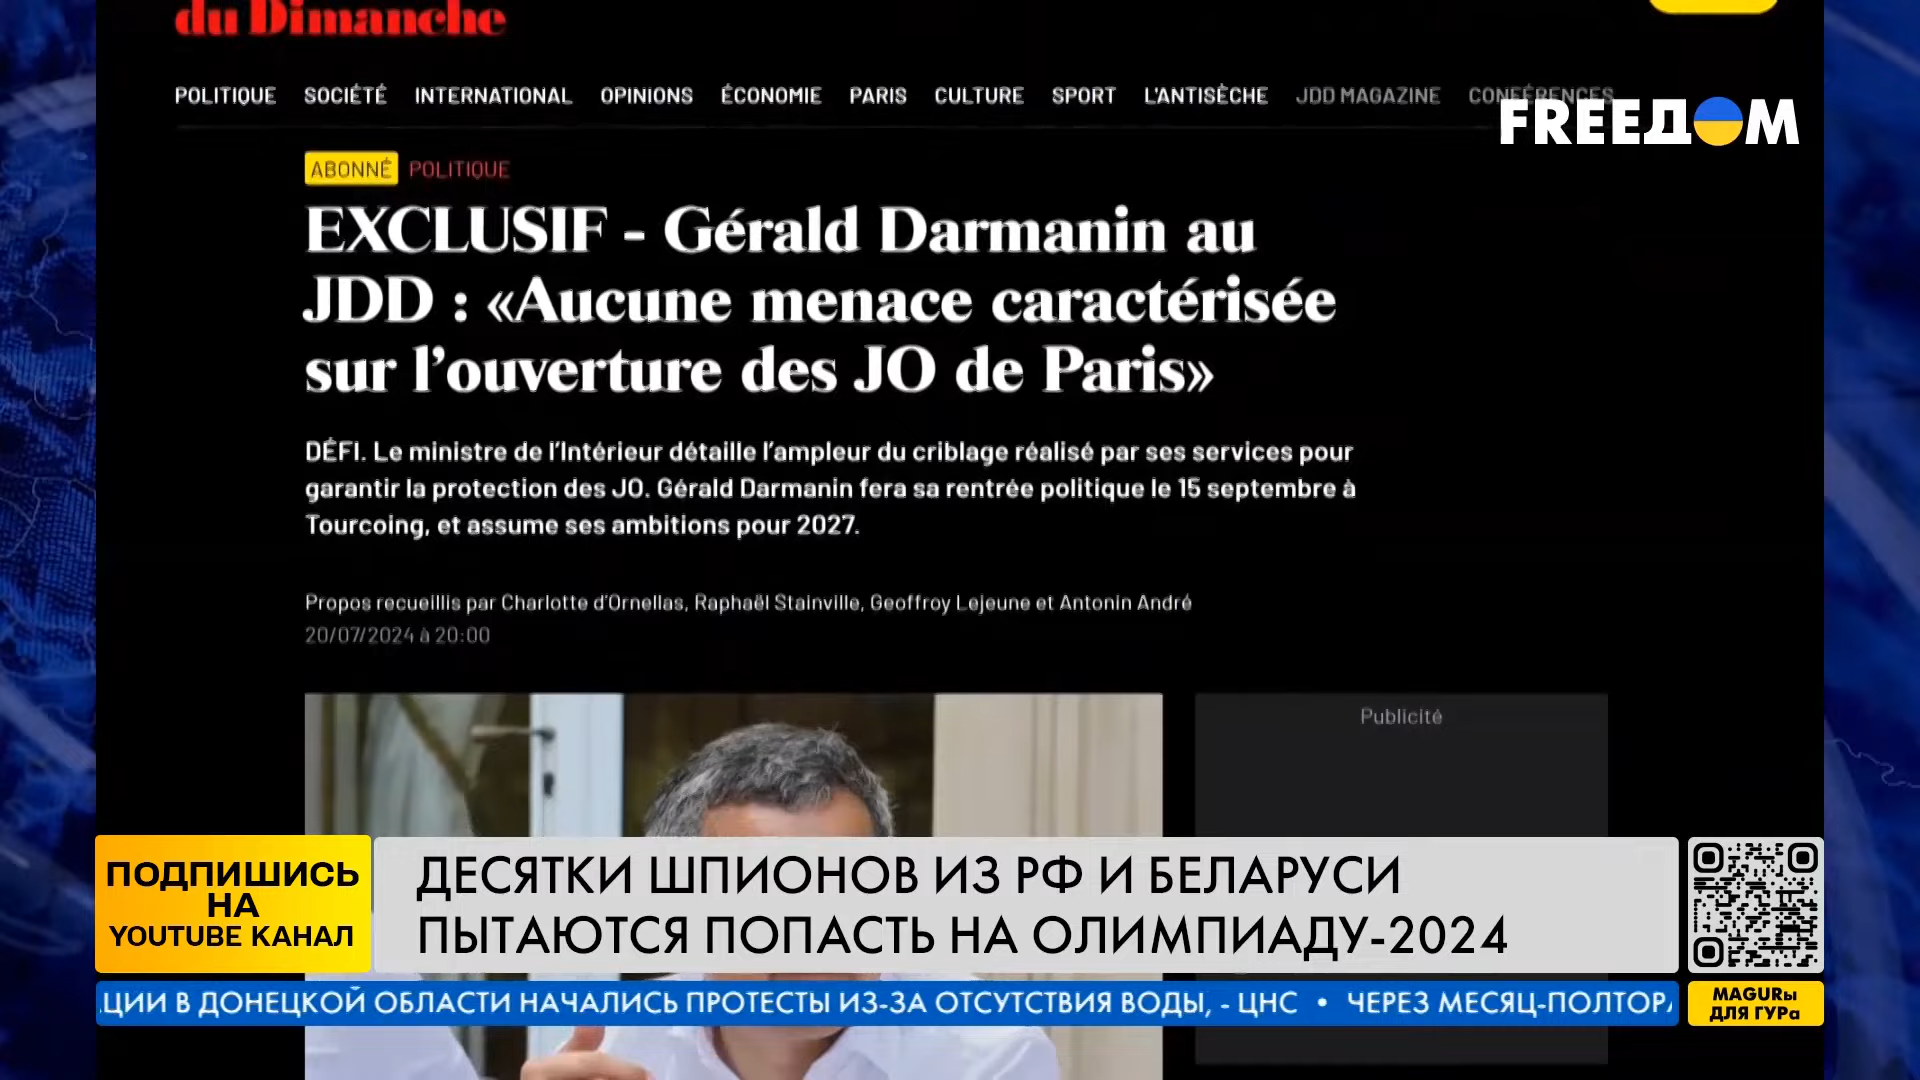 du Dimanche
POLITIQUE SOCIÉTÉ INTERNATIONAL OPINIONS ÉCONOMIE PARIS CULTURE SPORT L'ANTISÈCHE JDD MAGAZINE CONFÉRENCES
FREEДОМ
ABONNÉ POLITIQUE
EXCLUSIF - Gérald Darmanin au
JDD : «Aucune menace caractérisée
sur l’ouverture des JO de Paris»
DÉFI. Le ministre de l’Intérieur détaille l’ampleur du criblage réalisé par ses services pour
garantir la protection des JO. Gérald Darmanin fera sa rentrée politique le 15 septembre à
Tourcoing, et assume ses ambitions pour 2027.
Propos recueillis par Charlotte d'Ornellas, Raphaël Stainville, Geoffroy Lejeune et Antonin André
20/07/2024 à 20:00
Publicité
ПОДПИШИСЬ
НА
YOUTUBE КАНАЛ
ДЕСЯТКИ ШПИОНОВ ИЗ РФ И БЕЛАРУСИ
ПЫТАЮТСЯ ПОПАСТЬ НА ОЛИМПИАДУ-2024
ЦИИ В ДОНЕЦКОЙ ОБЛАСТИ НАЧАЛИСЬ ПРОТЕСТЫ ИЗ-ЗА ОТСУТСТВИЯ ВОДЫ, - ЦНС • ЧЕРЕЗ МЕСЯЦ-ПОЛТОРА
MAGURы
ДЛЯ ГУРа